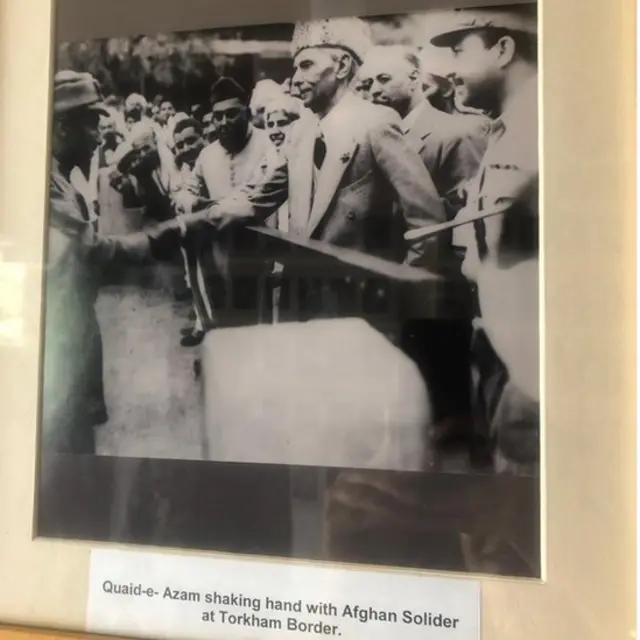 Quaid-e- Azam shaking hand with Afghan Solider
at Torkham Border.